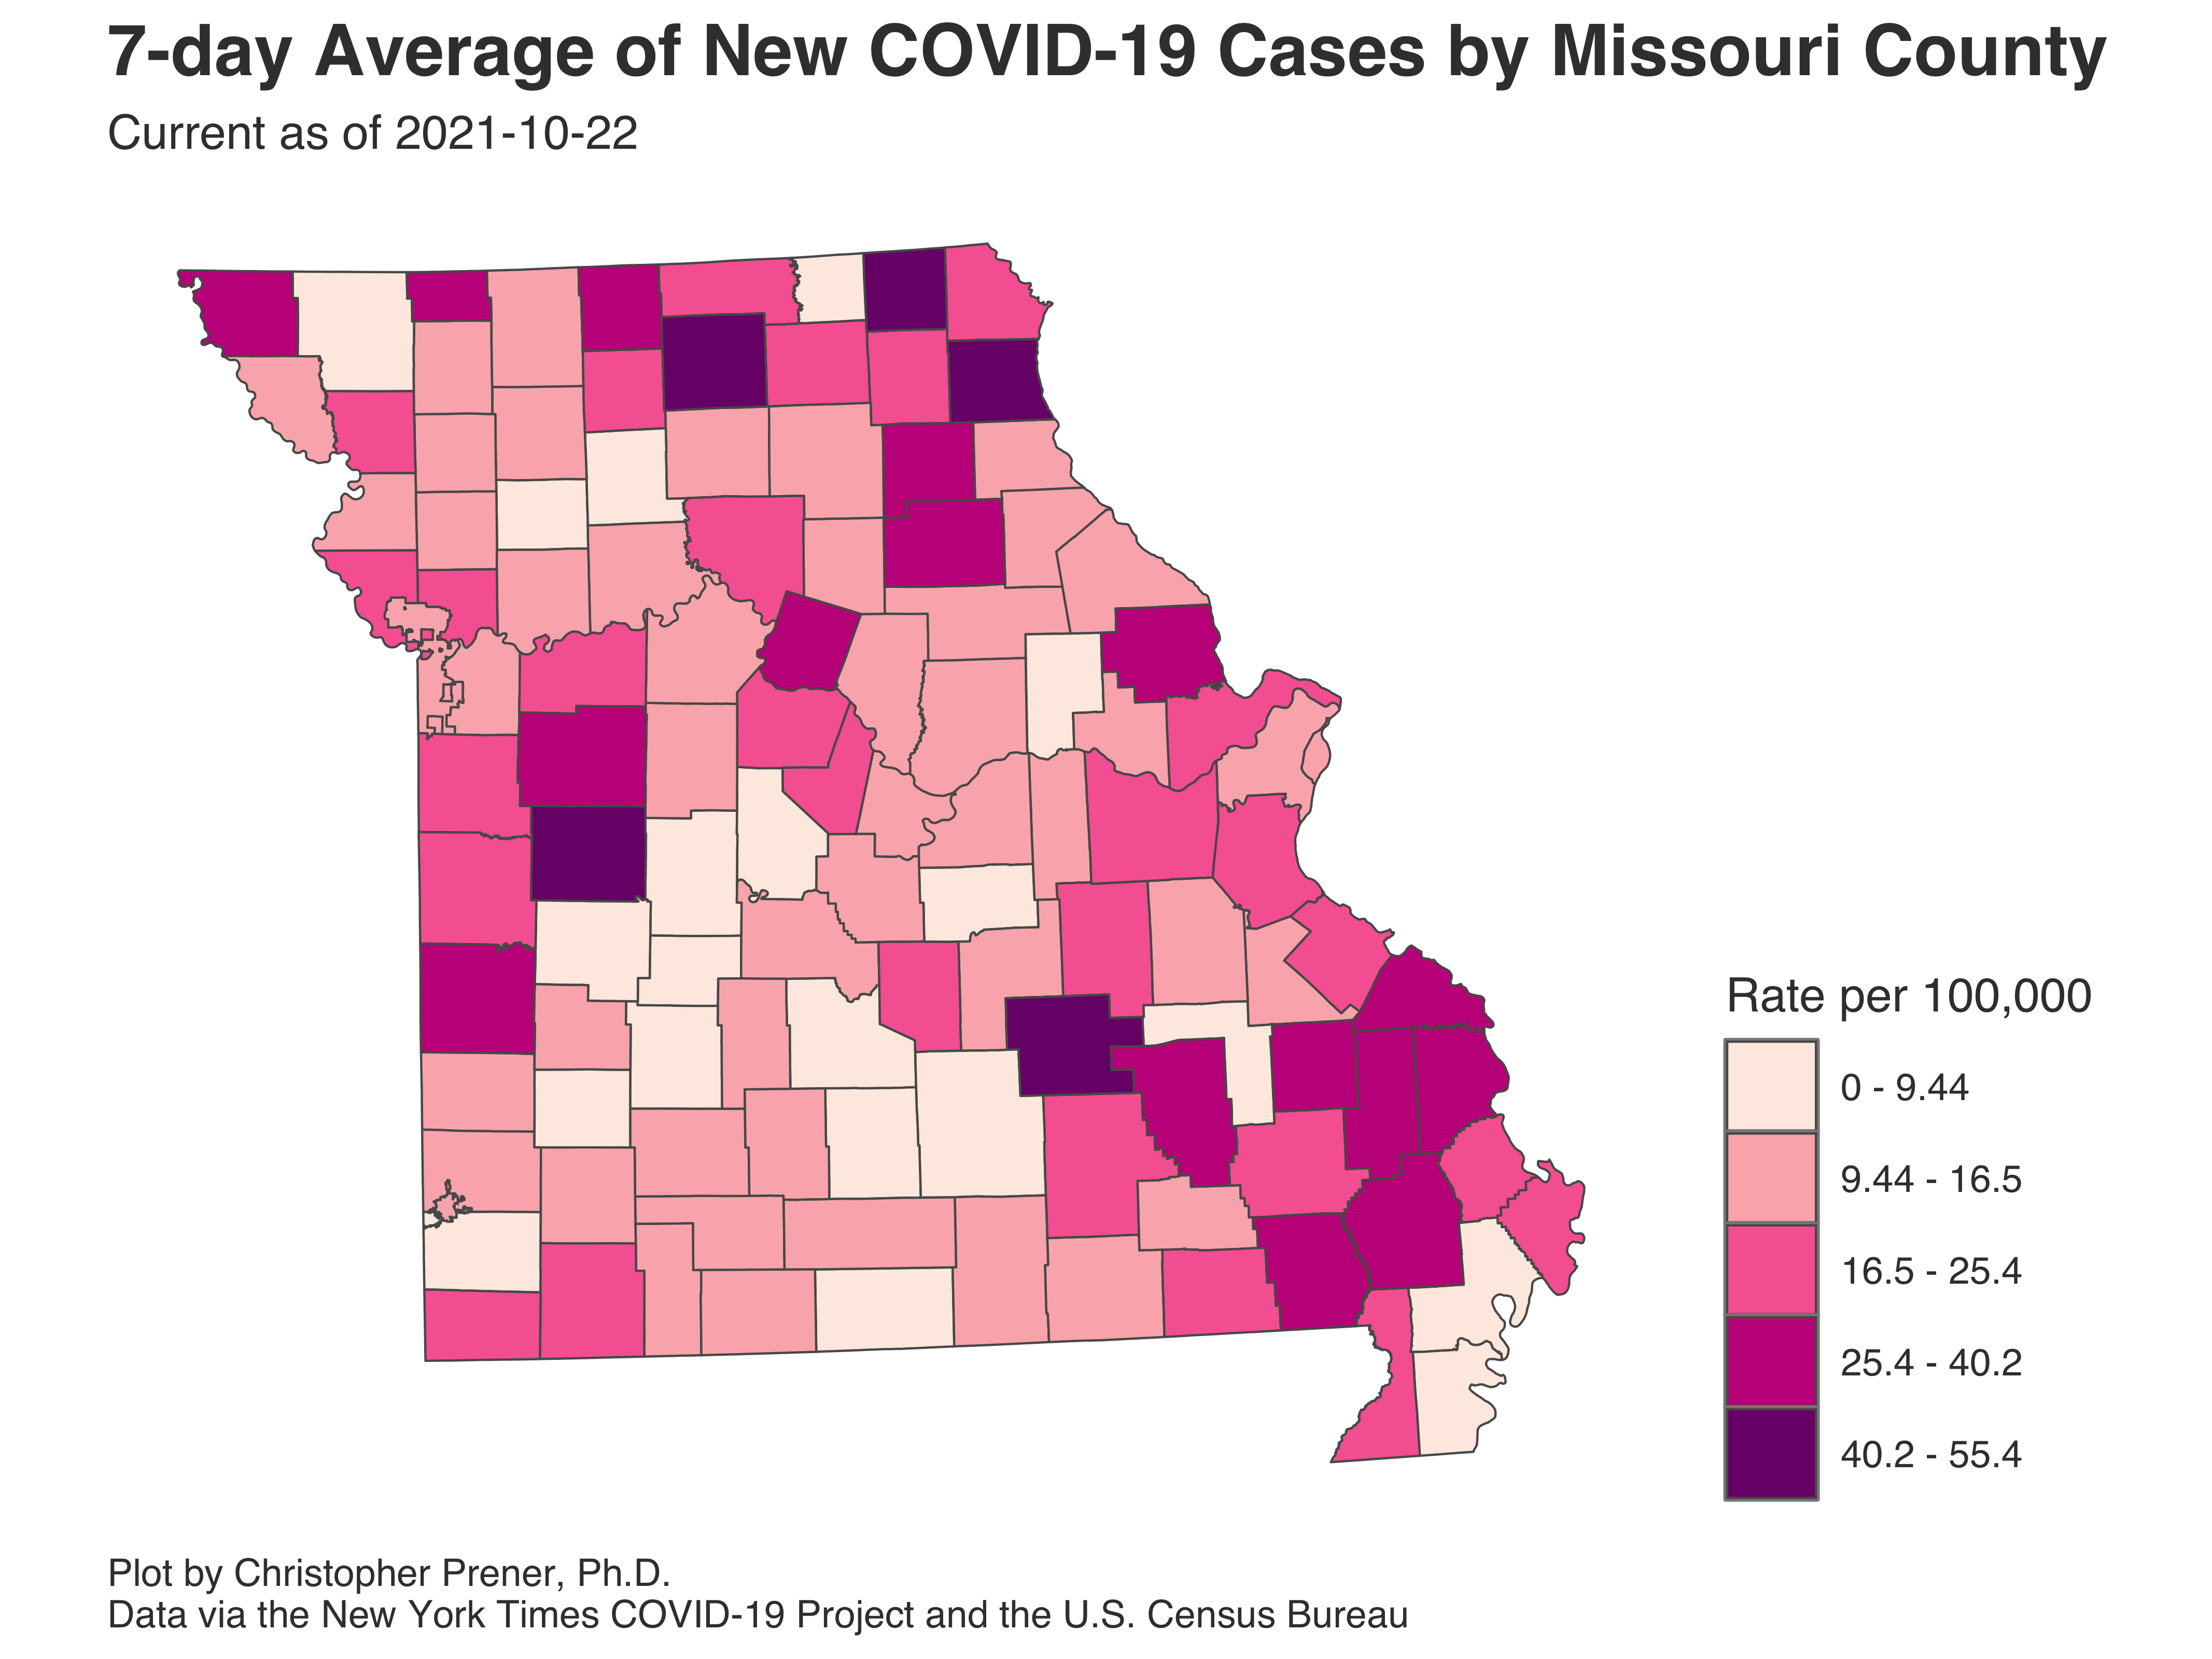 7-day Average of New COVID-19 Cases by Missouri County
Current as of 2021-10-22
Rate per 100,000
0 - 9.44
9.44 - 16.5
16.5 - 25.4
25.4 - 40.2
40.2 - 55.4
Plot by Christopher Prener, Ph.D.
Data via the New York Times COVID-19 Project and the U.S. Census Bureau